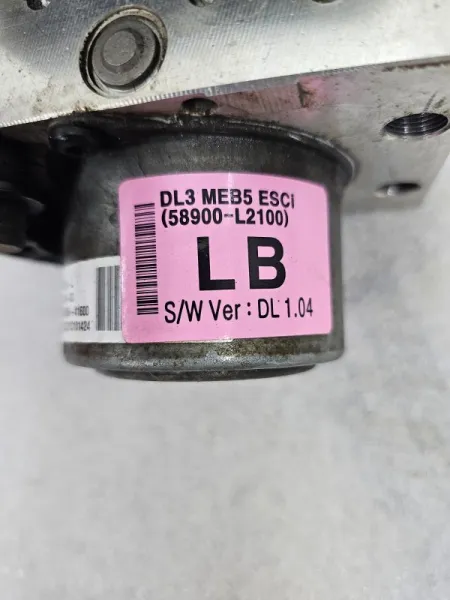 DL3 MEB5 ESCI
(58900-L2100)
LB
S/W Ver : DL 1.04